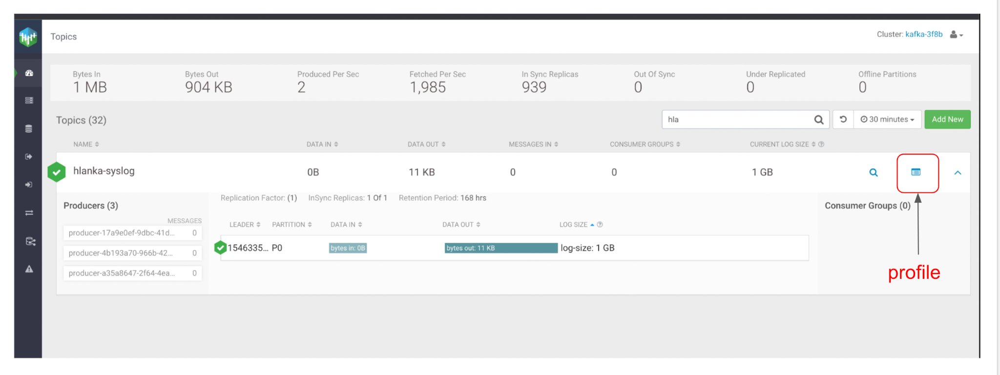 Topics
Cluster: kafka-3f8b
Bytes In Bytes Out Produced Per Sec Fetched Per Sec In Sync Replicas Out Of Sync Under Replicated Offline Partitions
1 MB 904 KB 2 1,985 939 0 0 0
Topics (32) hla 30 minutes Add New
NAME DATA IN DATA OUT MESSAGES IN CONSUMER GROUPS CURRENT LOG SIZE
hlanka-syslog 0B 11 KB 0 0 1 GB
Replication Factor: (1) InSync Replicas: 1 Of 1 Retention Period: 168 hrs
Producers (3) Consumer Groups (0)
MESSAGES LEADER PARTITION DATA IN DATA OUT LOG SIZE
producer-17a9e0ef-9dbc-41d... 0
1546335... P0 bytes in: 0B bytes out: 11 KB log-size: 1 GB
producer-4b193a70-966b-42... 0
producer-a35a8647-2f64-4ea... 0
profile